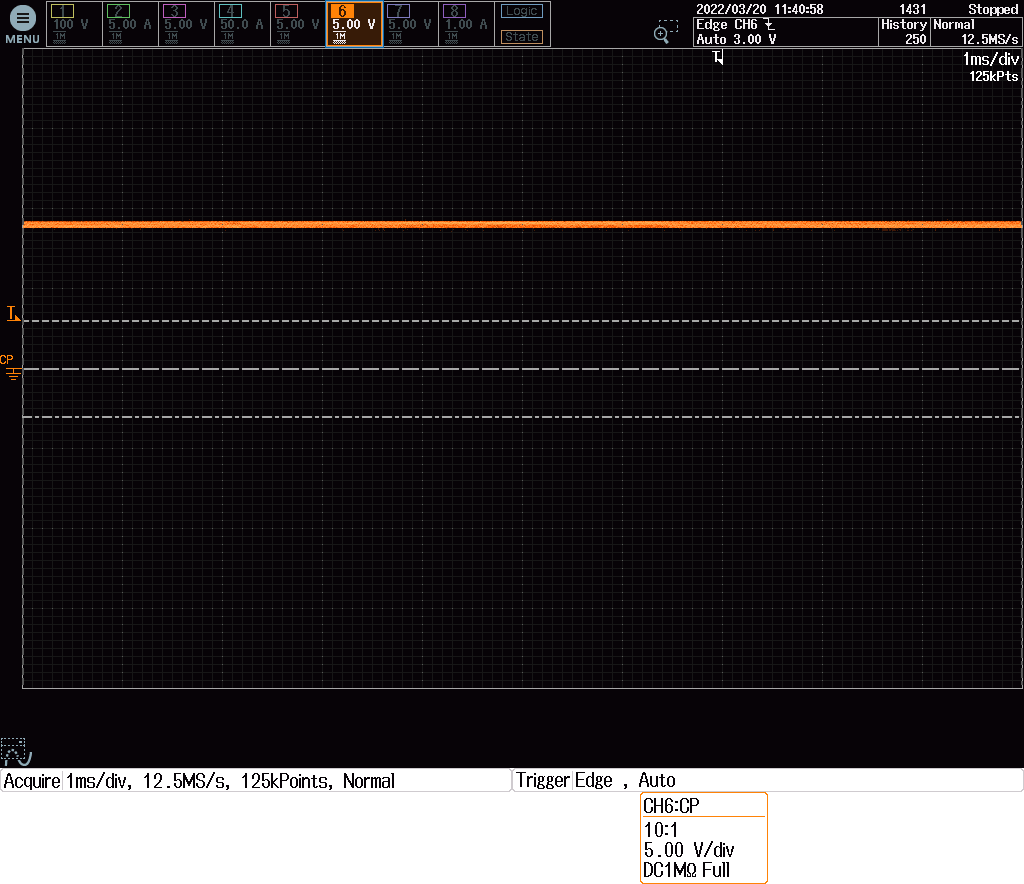 MENU
1 100 V 1M
2 5.00 A 1M
3 5.00 V 1M
4 50.0 A 1M
5 5.00 V 1M
6 5.00 V 1M
7 5.00 V 1M
8 1.00 A 1M
Logic
State
2022/03/20 11:40:58 1431 Stopped
Edge CH6 History Normal
Auto 3.00 V 250 12.5MS/s
T
1ms/div
125kPts
T
CP
Acquire 1ms/div, 12.5MS/s, 125kPoints, Normal
Trigger Edge , Auto
CH6:CP
10:1
5.00 V/div
DC1MΩ Full